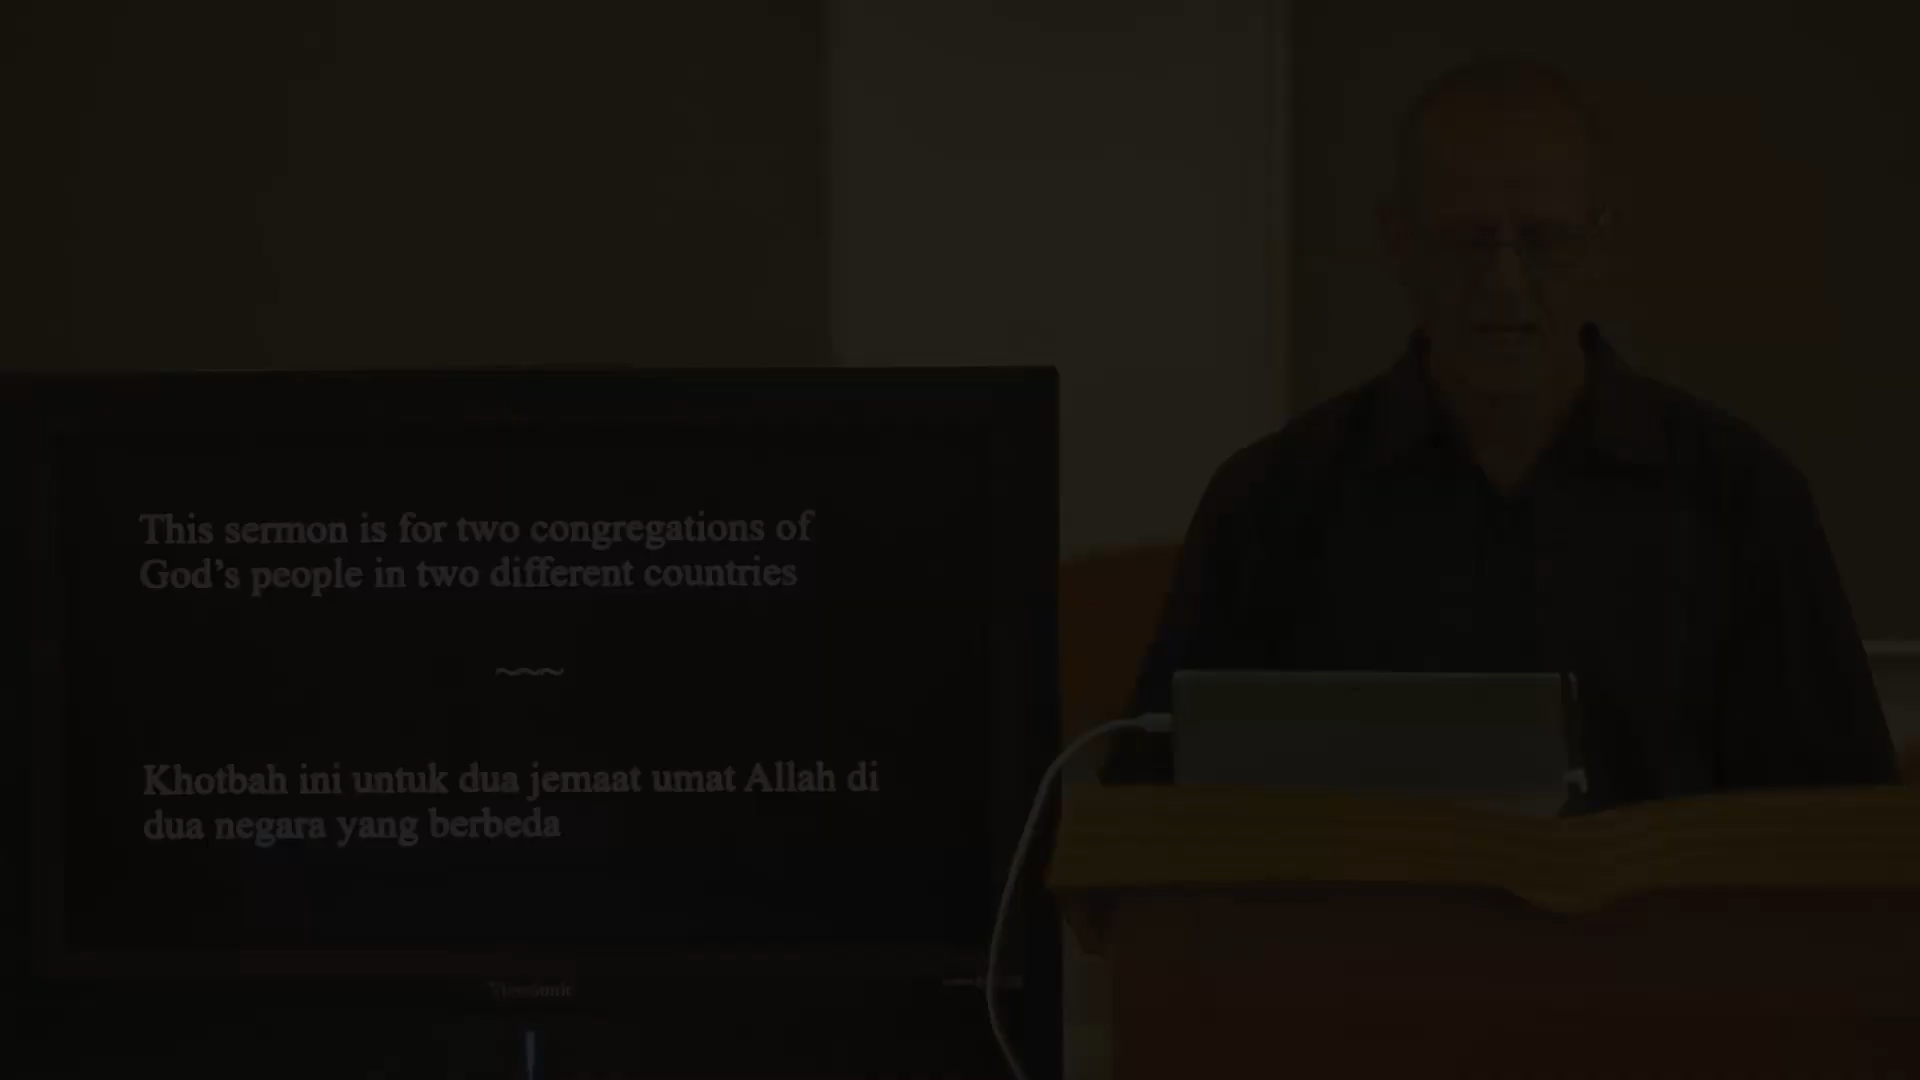 This sermon is for two congregations of
God’s people in two different countries
~~~
Khotbah ini untuk dua jemaat umat Allah di
dua negara yang berbeda
ViewSonic